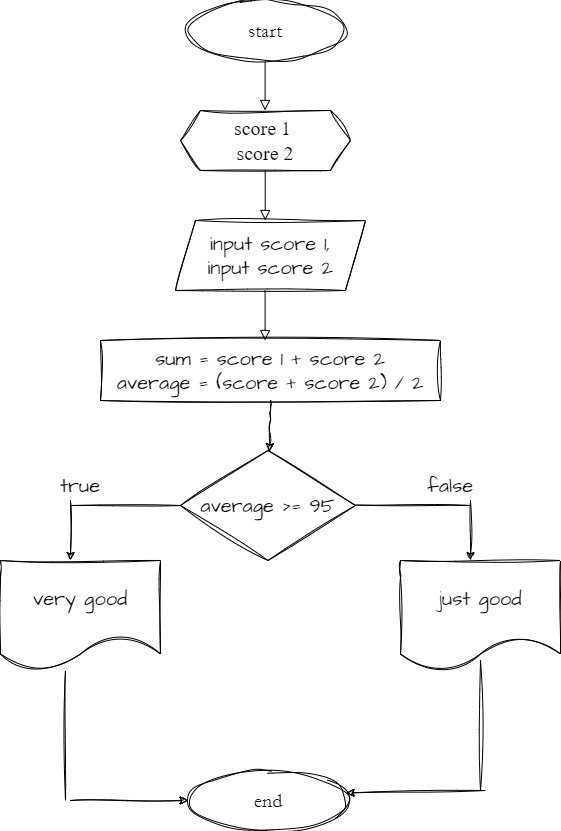 start
score 1
score 2
input score 1,
input score 2
sum = score 1 + score 2
average = (score + score 2) / 2
average >= 95
true
false
very good
just good
end